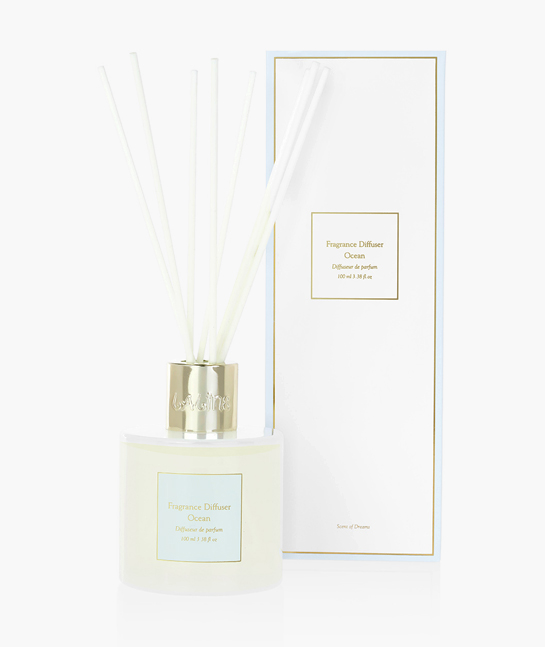 Fragrance Diffuser
Ocean
Diffuseur de parfum
100 ml 3.38 fl oz
Scent of Dreams
Fragrance Diffuser
Ocean
Diffuseur de parfum
100 ml 3.38 fl oz